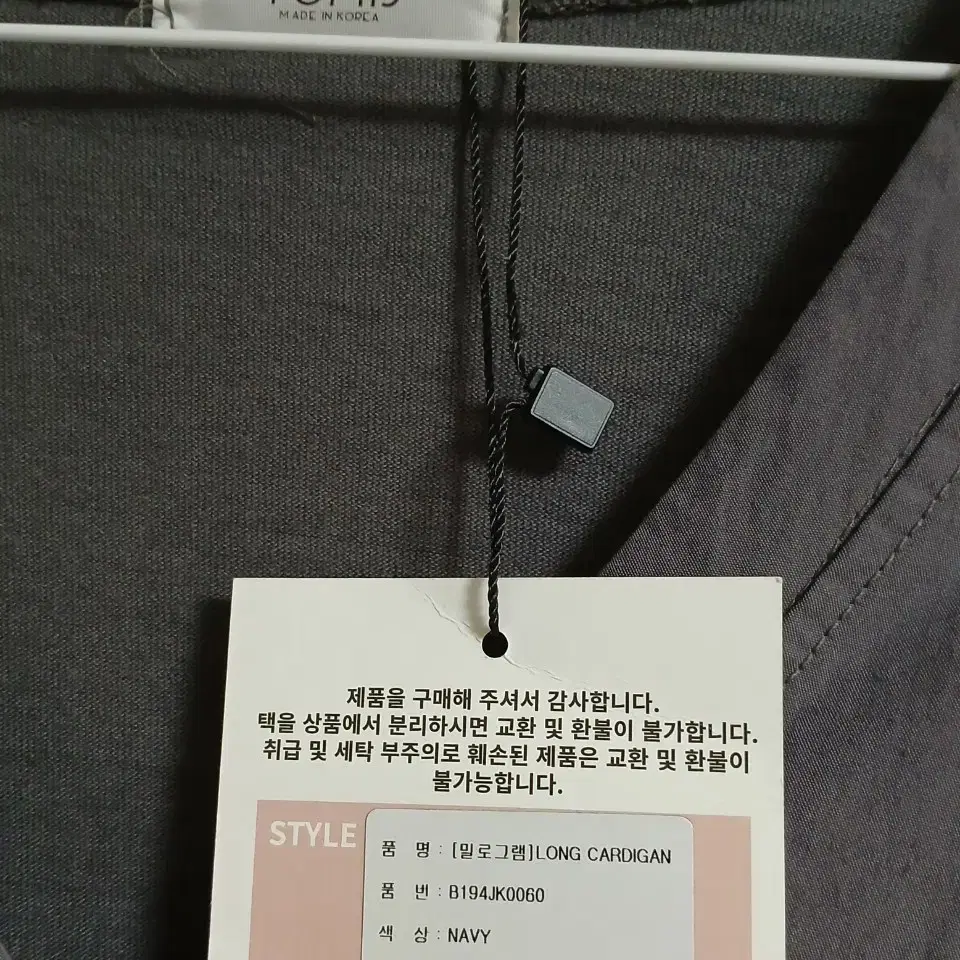 MADE IN KOREA
제품을 구매해 주셔서 감사합니다.
택을 상품에서 분리하시면 교환 및 환불이 불가합니다.
취급 및 세탁 부주의로 훼손된 제품은 교환 및 환불이
불가능합니다.
STYLE
품 명 : [밀로그램]LONG CARDIGAN
품 번 : B194JK0060
색 상 : NAVY